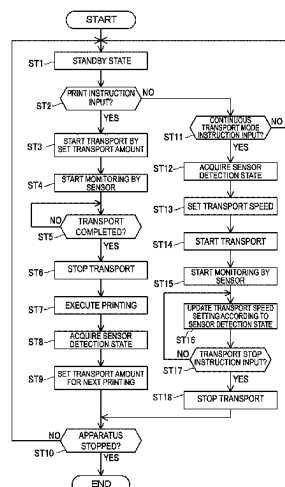 START
ST1
STANDBY STATE
ST2
PRINT INSTRUCTION
INPUT?
NO
YES
ST3
START TRANSPORT BY
SET TRANSPORT AMOUNT
ST4
START MONITORING BY
SENSOR
NO
TRANSPORT
COMPLETED?
ST5
YES
ST6
STOP TRANSPORT
ST7
EXECUTE PRINTING
ST8
ACQUIRE SENSOR
DETECTION STATE
ST9
SET TRANSPORT AMOUNT
FOR NEXT PRINTING
NO
APPARATUS
STOPPED?
ST10
YES
END
CONTINUOUS
TRANSPORT MODE
INSTRUCTION INPUT?
NO
ST11
YES
ST12
ACQUIRE SENSOR
DETECTION STATE
ST13
SET TRANSPORT SPEED
ST14
START TRANSPORT
ST15
START MONITORING BY
SENSOR
UPDATE TRANSPORT SPEED
SETTING ACCORDING TO
SENSOR DETECTION STATE
ST16
NO
TRANSPORT STOP
INSTRUCTION INPUT?
ST17
YES
ST18
STOP TRANSPORT